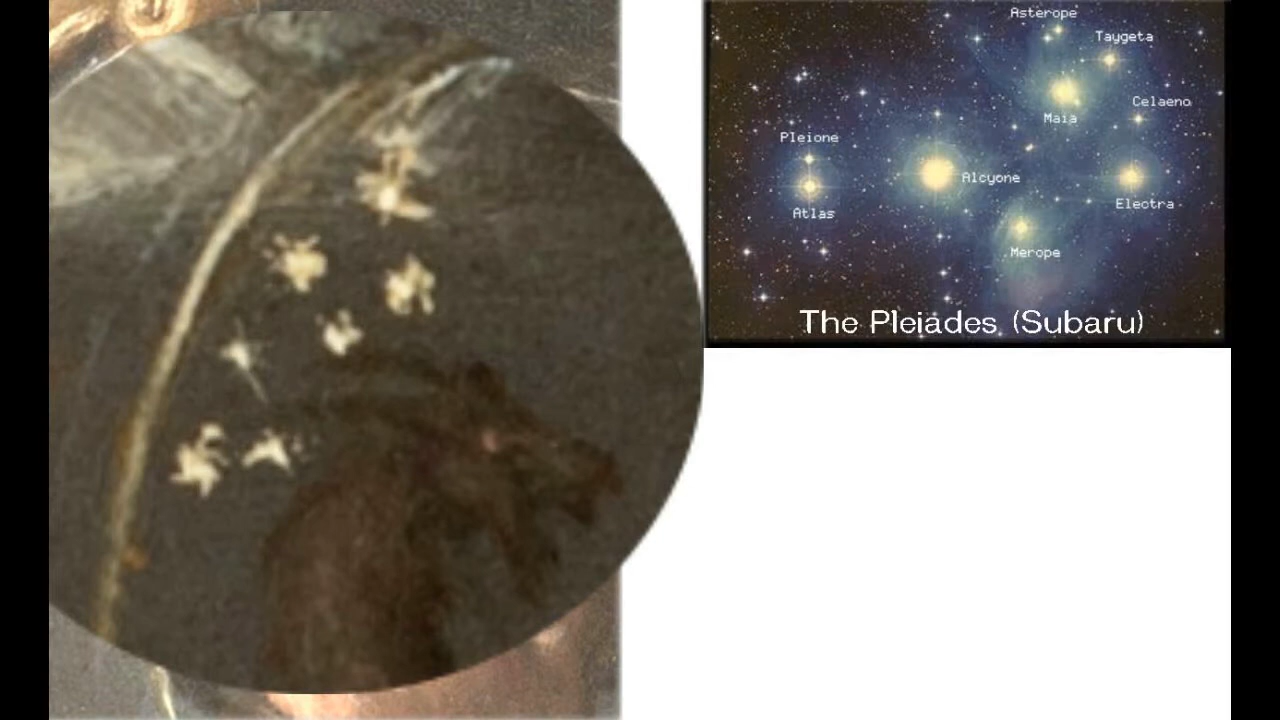 Asterope
Taygeta
Celaeno
Maia
Pleione
Alcyone
Atlas
Electra
Merope
The Pleiades (Subaru)